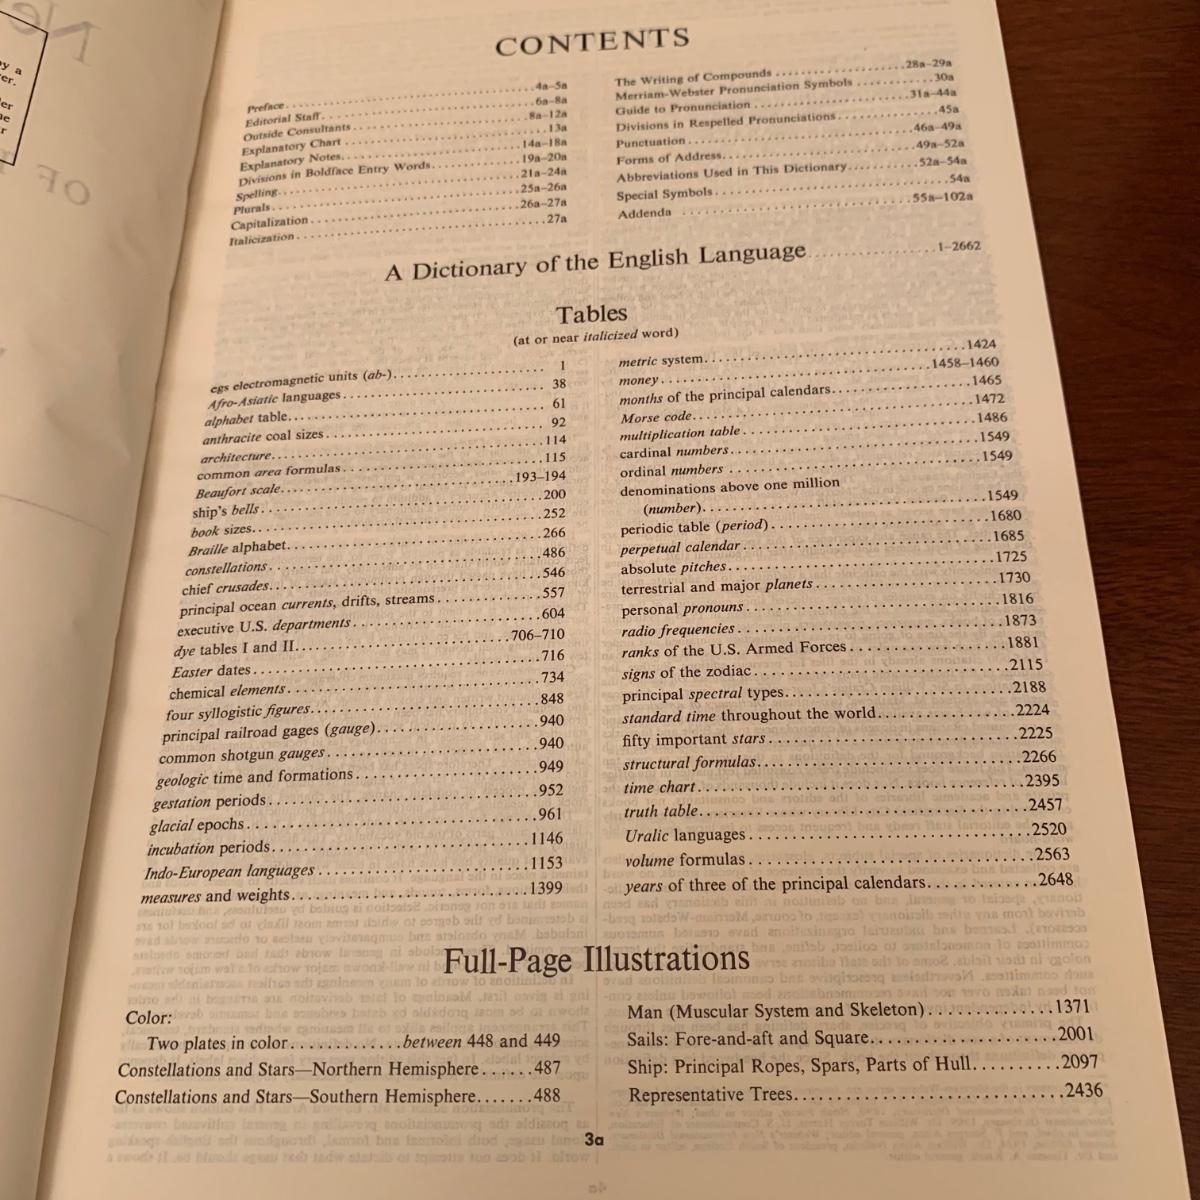 CONTENTS
Preface. . . . . 4a–5a
Editorial Staff. . . . . 6a–8a
Outside Consultants . . . . . 8a–12a
Explanatory Chart . . . . . 13a
Explanatory Notes. . . . . 14a–18a
Divisions in Boldface Entry Words. . . . . 19a–20a
Spelling. . . . . 21a–24a
Plurals. . . . . 25a–26a
Capitalization . . . . . 26a–27a
Italicization . . . . . 27a
The Writing of Compounds . . . . . 28a–29a
Merriam-Webster Pronunciation Symbols . . . . . 30a
Guide to Pronunciation . . . . . 31a–44a
Divisions in Respelled Pronunciations. . . . . 45a
Punctuation . . . . . 46a–49a
Forms of Address. . . . . 49a–52a
Abbreviations Used in This Dictionary. . . . . 52a–54a
Special Symbols. . . . . 54a
Addenda . . . . . 55a–102a
A Dictionary of the English Language . . . . . 1–2662
Tables
(at or near italicized word)
cgs electromagnetic units (ab-). . . . . 1
Afro-Asiatic languages . . . . . 38
alphabet table. . . . . 61
anthracite coal sizes . . . . . 92
architecture. . . . . 114
common area formulas . . . . . 115
Beaufort scale. . . . . 193–194
ship's bells . . . . . 200
book sizes. . . . . 252
Braille alphabet. . . . . 266
constellations . . . . . 486
chief crusades. . . . . 546
principal ocean currents, drifts, streams . . . . . 557
executive U.S. departments . . . . . 604
dye tables I and II. . . . . 706–710
Easter dates . . . . . 716
chemical elements . . . . . 734
four syllogistic figures. . . . . 848
principal railroad gages (gauge). . . . . 940
common shotgun gauges . . . . . 940
geologic time and formations . . . . . 949
gestation periods. . . . . 952
glacial epochs . . . . . 961
incubation periods. . . . . 1146
Indo-European languages . . . . . 1153
measures and weights. . . . . 1399
metric system. . . . . 1424
money. . . . . 1458–1460
months of the principal calendars. . . . . 1465
Morse code. . . . . 1472
multiplication table . . . . . 1486
cardinal numbers. . . . . 1549
ordinal numbers . . . . . 1549
denominations above one million
(number). . . . . 1549
periodic table (period) . . . . . 1680
perpetual calendar . . . . . 1685
absolute pitches. . . . . 1725
terrestrial and major planets . . . . . 1730
personal pronouns . . . . . 1816
radio frequencies . . . . . 1873
ranks of the U.S. Armed Forces . . . . . 1881
signs of the zodiac. . . . . 2115
principal spectral types. . . . . 2188
standard time throughout the world. . . . . 2224
fifty important stars . . . . . 2225
structural formulas. . . . . 2266
time chart . . . . . 2395
truth table. . . . . 2457
Uralic languages . . . . . 2520
volume formulas . . . . . 2563
years of three of the principal calendars. . . . . 2648
Full-Page Illustrations
Color:
Two plates in color. . . . . between 448 and 449
Constellations and Stars—Northern Hemisphere . . . . . 487
Constellations and Stars—Southern Hemisphere. . . . . 488
Man (Muscular System and Skeleton) . . . . . 1371
Sails: Fore-and-aft and Square. . . . . 2001
Ship: Principal Ropes, Spars, Parts of Hull. . . . . 2097
Representative Trees. . . . . 2436
3a